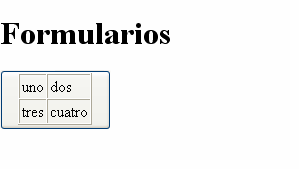 Formularios
uno dos
tres cuatro